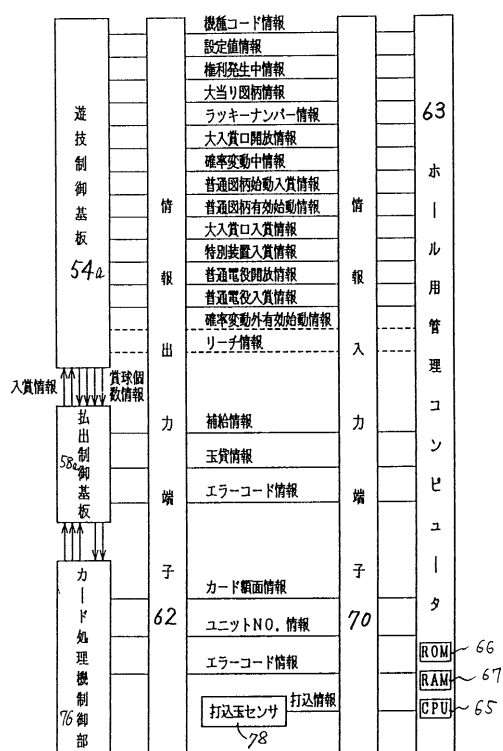 機種コード情報
設定値情報
権利発生中情報
大当り図柄情報
ラッキーナンバー情報
大入賞口開放情報
確率変動中情報
普通図柄始動入賞情報
普通図柄有効始動情報
大入賞口入賞情報
特別装置入賞情報
普通電役開放情報
普通電役入賞情報
確率変動外有効始動情報
リーチ情報
遊技制御基板
54a
入賞情報
賞球個数情報
払出制御基板
58a
補給情報
玉貸情報
エラーコード情報
カード処理機制御部
76
カード額面情報
ユニットNO.情報
エラーコード情報
打込玉センサ
78
打込情報
情報出力端子
62
情報入力端子
70
63
ホール用管理コンピュータ
ROM
66
RAM
67
CPU
65